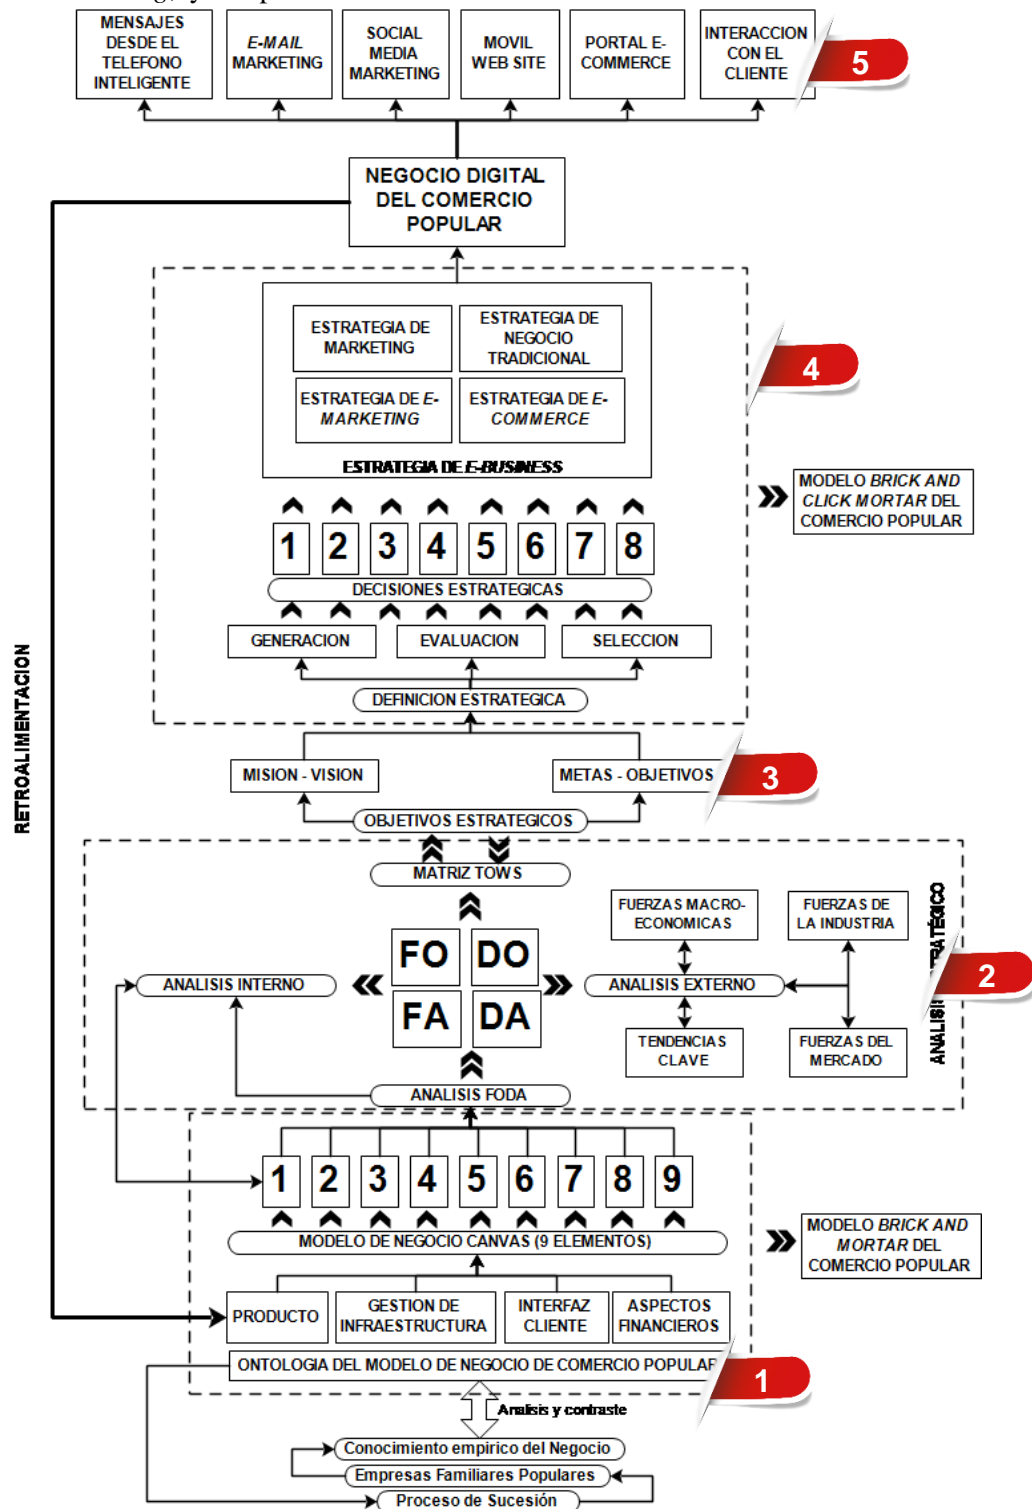 MENSAJES
DESDE EL
TELEFONO
INTELIGENTE
E-MAIL
MARKETING
SOCIAL
MEDIA
MARKETING
MOVIL
WEB SITE
PORTAL E-
COMMERCE
INTERACCION
CON EL
CLIENTE
5
NEGOCIO DIGITAL
DEL COMERCIO
POPULAR
ESTRATEGIA DE
MARKETING
ESTRATEGIA DE
NEGOCIO
TRADICIONAL
4
ESTRATEGIA DE E-
MARKETING
ESTRATEGIA DE E-
COMMERCE
ESTRATEGIA DE E-BUSINESS
MODELO BRICK AND
CLICK MORTAR DEL
COMERCIO POPULAR
1 2 3 4 5 6 7 8
DECISIONES ESTRATEGICAS
GENERACION
EVALUACION
SELECCION
DEFINICION ESTRATEGICA
RETROALIMENTACION
MISION - VISION
METAS - OBJETIVOS
3
OBJETIVOS ESTRATEGICOS
MATRIZ TOWS
FO DO
FA DA
ANALISIS INTERNO
FUERZAS MACRO-
ECONOMICAS
FUERZAS DE
LA INDUSTRIA
ANALISIS EXTERNO
TENDENCIAS
CLAVE
FUERZAS DEL
MERCADO
2
ANALISIS FODA
1 2 3 4 5 6 7 8 9
MODELO DE NEGOCIO CANVAS (9 ELEMENTOS)
MODELO BRICK AND
MORTAR DEL
COMERCIO POPULAR
PRODUCTO
GESTION DE
INFRAESTRUCTURA
INTERFAZ
CLIENTE
ASPECTOS
FINANCIEROS
ONTOLOGIA DEL MODELO DE NEGOCIO DE COMERCIO POPULAR
1
Analisis y contraste
Conocimiento empirico del Negocio
Empresas Familiares Populares
Proceso de Sucesión